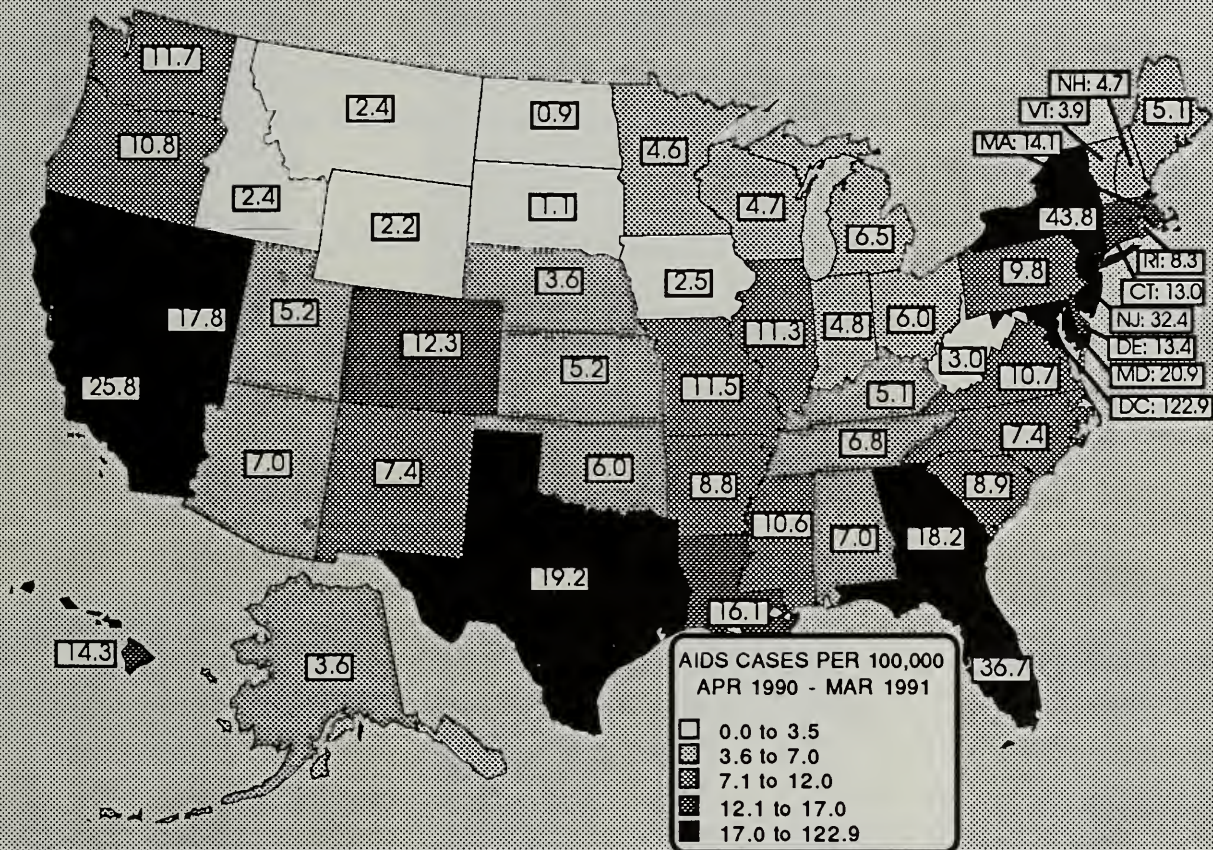 11.7
2.4
0.9
4.6
NH: 4.7
VT: 3.9
5.1
MA: 14.1
10.8
2.4
2.2
1.1
4.7
6.5
43.8
17.8
5.2
3.6
2.5
9.8
RI: 8.3
CT: 13.0
NJ: 32.4
DE: 13.4
MD: 20.9
DC: 122.9
12.3
5.2
11.3
4.8
6.0
3.0
10.7
25.8
11.5
5.1
7.0
7.4
6.0
6.8
7.4
8.8
8.9
10.6
7.0
18.2
19.2
16.1
14.3
3.6
36.7
AIDS CASES PER 100,000
APR 1990 - MAR 1991
0.0 to 3.5
3.6 to 7.0
7.1 to 12.0
12.1 to 17.0
17.0 to 122.9